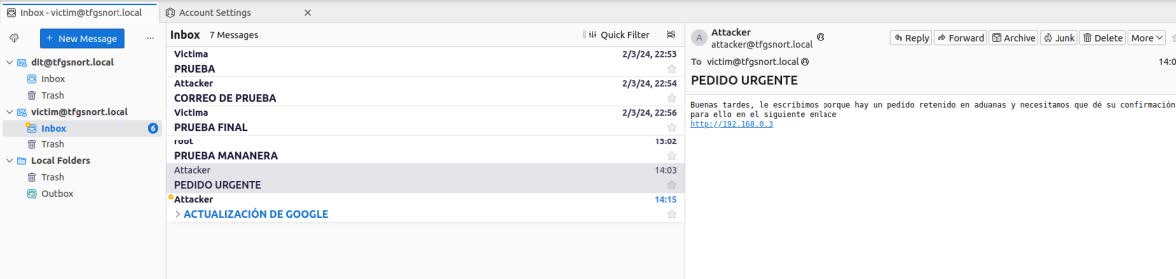 Inbox - victim@tfgsnort.local
Account Settings
New Message
dit@tfgsnort.local
Inbox
Trash
victim@tfgsnort.local
Inbox 6
Trash
Local Folders
Trash
Outbox
Inbox 7 Messages
Quick Filter
Victima 2/3/24, 22:53
PRUEBA
Attacker 2/3/24, 22:54
CORREO DE PRUEBA
Victima 2/3/24, 22:56
PRUEBA FINAL
root 13:02
PRUEBA MANANERA
Attacker 14:03
PEDIDO URGENTE
Attacker 14:15
ACTUALIZACIÓN DE GOOGLE
A
Attacker
attacker@tfgsnort.local
Reply Forward Archive Junk Delete More
To victim@tfgsnort.local 14:0
PEDIDO URGENTE
Buenas tardes, le escribimos porque hay un pedido retenido en aduanas y necesitamos que dé su confirmación
para ello en el siguiente enlace
http://192.168.0.3